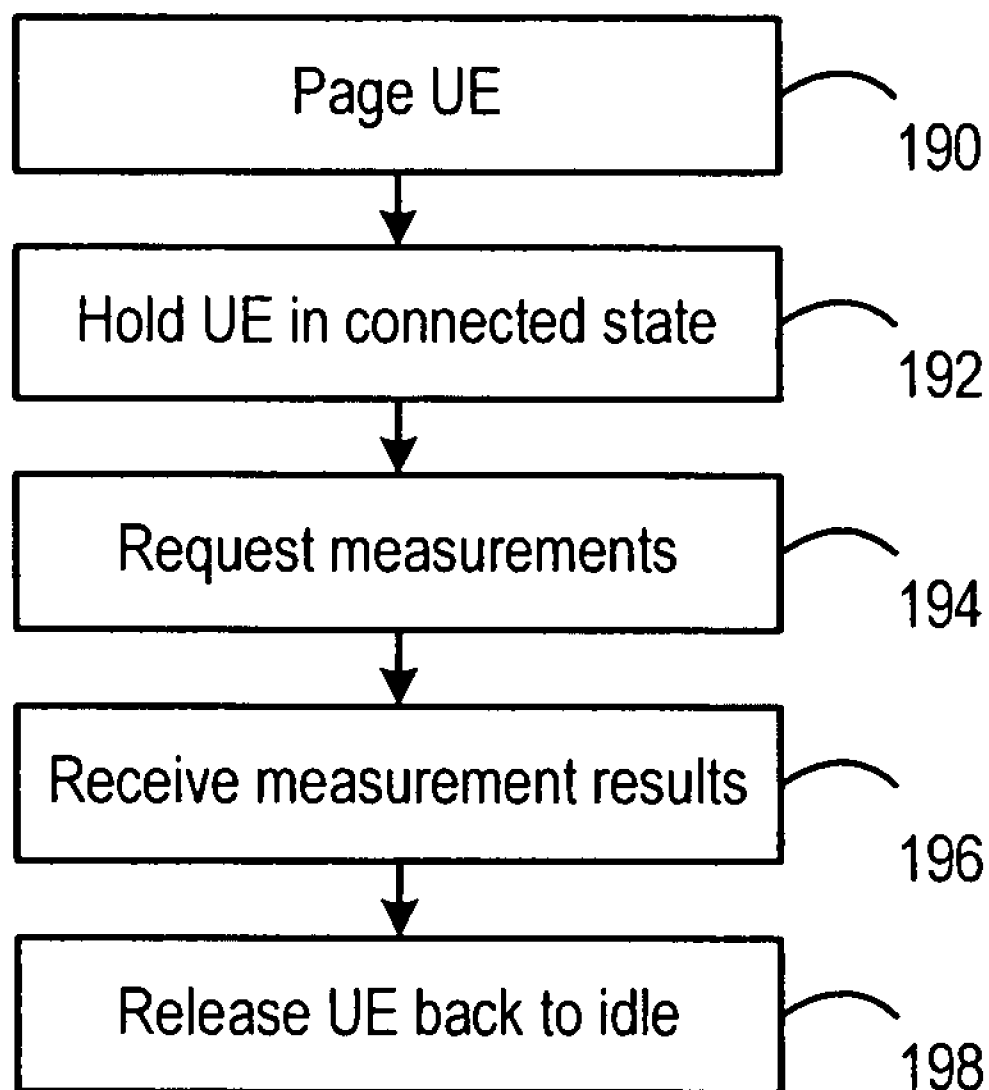 Page UE
190
Hold UE in connected state
192
Request measurements
194
Receive measurement results
196
Release UE back to idle
198